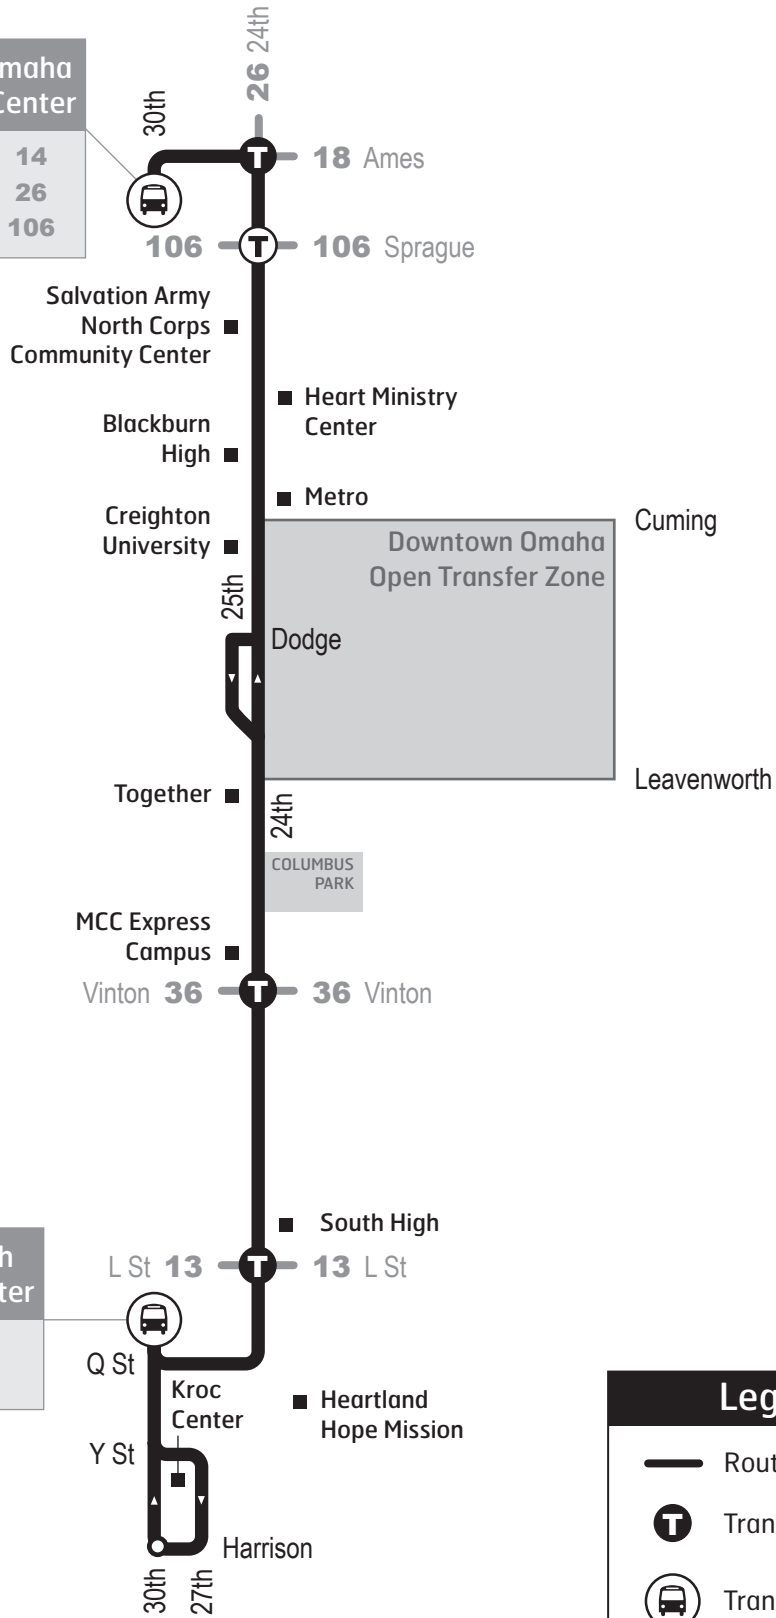 26 24th
30th
Center
14
26
106
T
18 Ames
106
T
106 Sprague
Salvation Army
North Corps
Community Center
Heart Ministry
Center
Blackburn
High
Metro
Creighton
University
Cuming
Downtown Omaha
Open Transfer Zone
25th
Dodge
Leavenworth
Together
24th
COLUMBUS
PARK
MCC Express
Campus
Vinton 36
T
36 Vinton
South High
L St 13
T
13 L St
Q St
Kroc
Center
Heartland
Hope Mission
Y St
Harrison
30th
27th
T